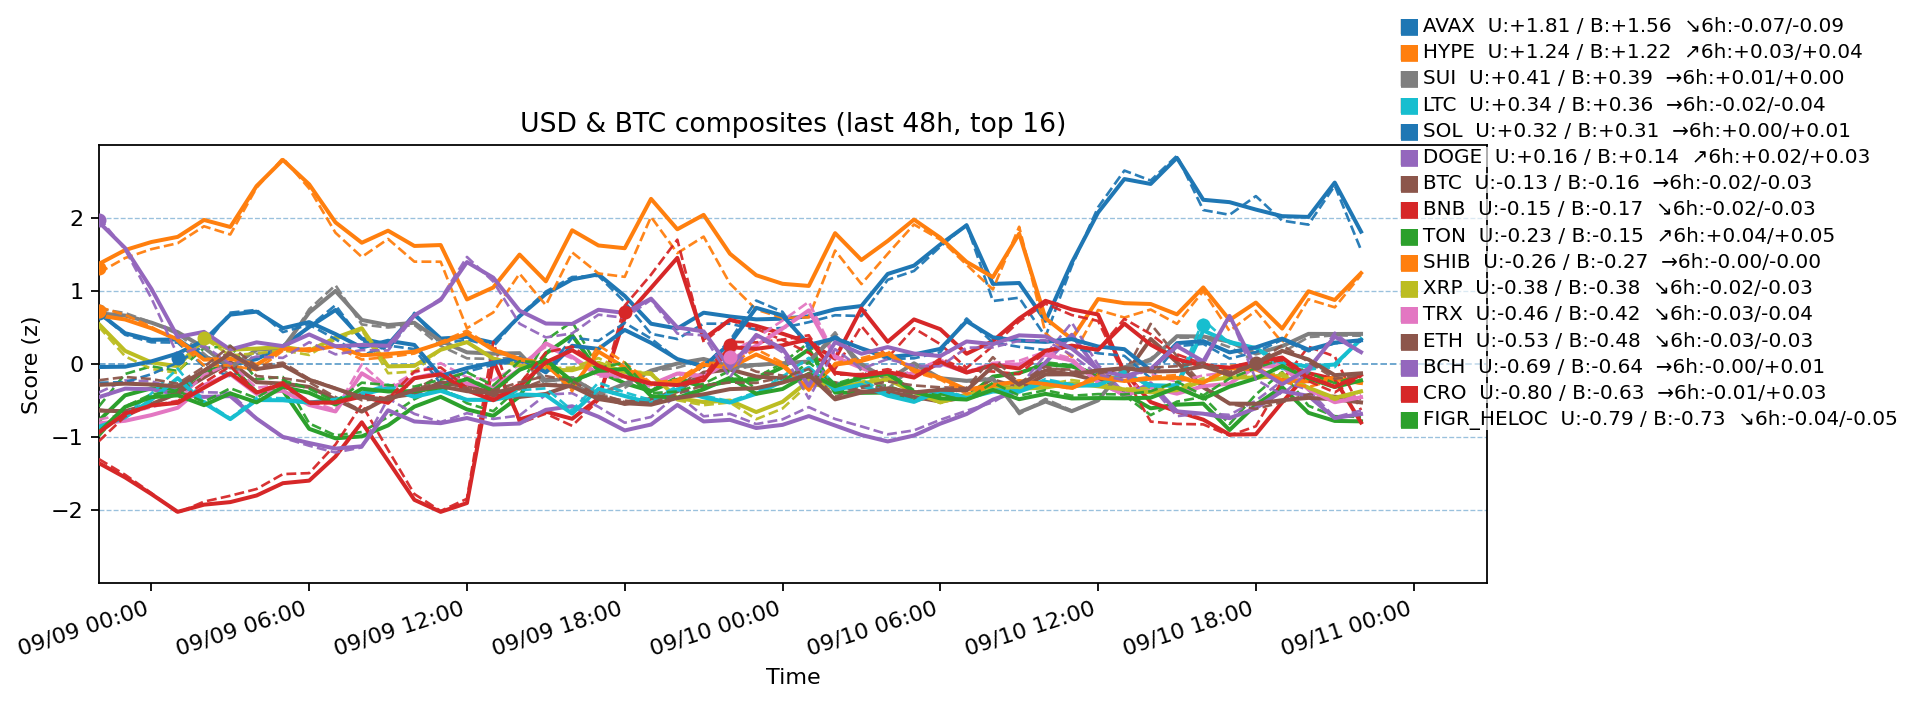 AVAX  U:+1.81 / B:+1.56  ↘6h:-0.07/-0.09
HYPE  U:+1.24 / B:+1.22  ↗6h:+0.03/+0.04
SUI  U:+0.41 / B:+0.39  →6h:+0.01/+0.00
LTC  U:+0.34 / B:+0.36  →6h:-0.02/-0.04
SOL  U:+0.32 / B:+0.31  →6h:+0.00/+0.01
DOGE  U:+0.16 / B:+0.14  ↗6h:+0.02/+0.03
BTC  U:-0.13 / B:-0.16  →6h:-0.02/-0.03
BNB  U:-0.15 / B:-0.17  ↘6h:-0.02/-0.03
TON  U:-0.23 / B:-0.15  ↗6h:+0.04/+0.05
SHIB  U:-0.26 / B:-0.27  →6h:-0.00/-0.00
XRP  U:-0.38 / B:-0.38  ↘6h:-0.02/-0.03
TRX  U:-0.46 / B:-0.42  ↘6h:-0.03/-0.04
ETH  U:-0.53 / B:-0.48  ↘6h:-0.03/-0.03
BCH  U:-0.69 / B:-0.64  →6h:-0.00/+0.01
CRO  U:-0.80 / B:-0.63  →6h:-0.01/+0.03
FIGR_HELOC  U:-0.79 / B:-0.73  ↘6h:-0.04/-0.05
USD & BTC composites (last 48h, top 16)
Score (z)
2
1
0
−1
−2
09/09 00:00
09/09 06:00
09/09 12:00
09/09 18:00
09/10 00:00
09/10 06:00
09/10 12:00
09/10 18:00
09/11 00:00
Time